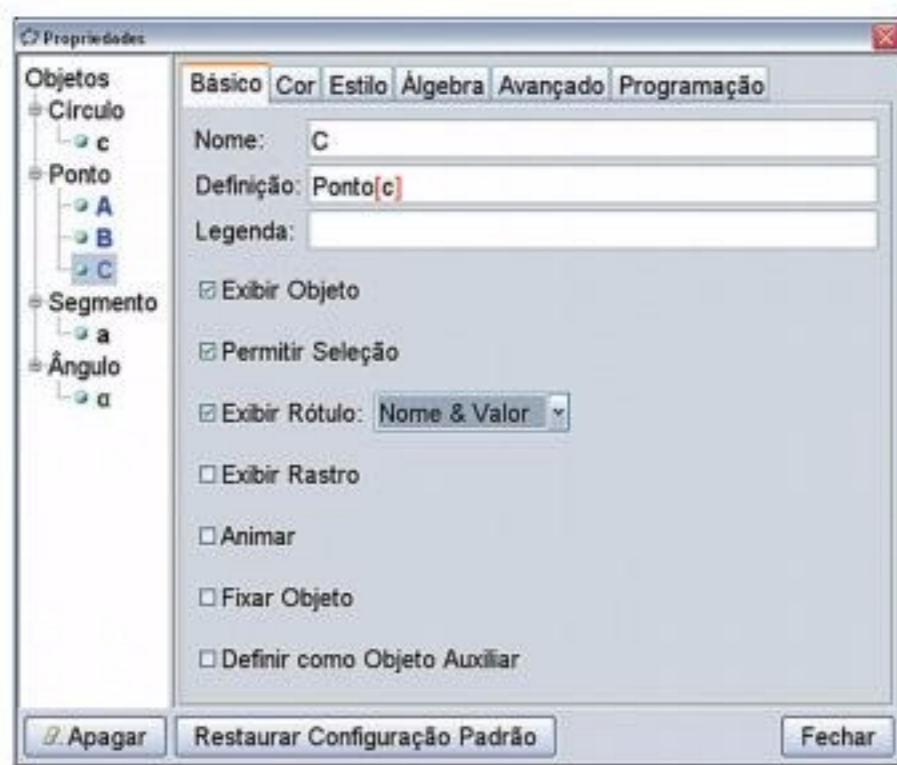 Propriedades
Objetos
Círculo
c
Ponto
A
B
C
Segmento
a
Ângulo
α
Básico Cor Estilo Álgebra Avançado Programação
Nome: C
Definição: Ponto[c]
Legenda:
Exibir Objeto
Permitir Seleção
Exibir Rótulo: Nome & Valor
Exibir Rastro
Animar
Fixar Objeto
Definir como Objeto Auxiliar
Apagar Restaurar Configuração Padrão Fechar